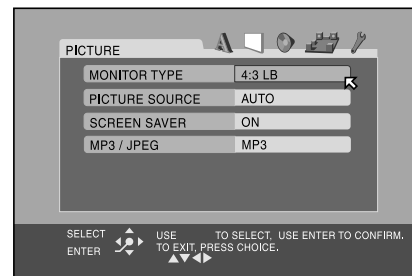 PICTURE
MONITOR TYPE 4:3 LB
PICTURE SOURCE AUTO
SCREEN SAVER ON
MP3 / JPEG MP3
SELECT
ENTER
USE TO SELECT, USE ENTER TO CONFIRM.
TO EXIT, PRESS CHOICE.